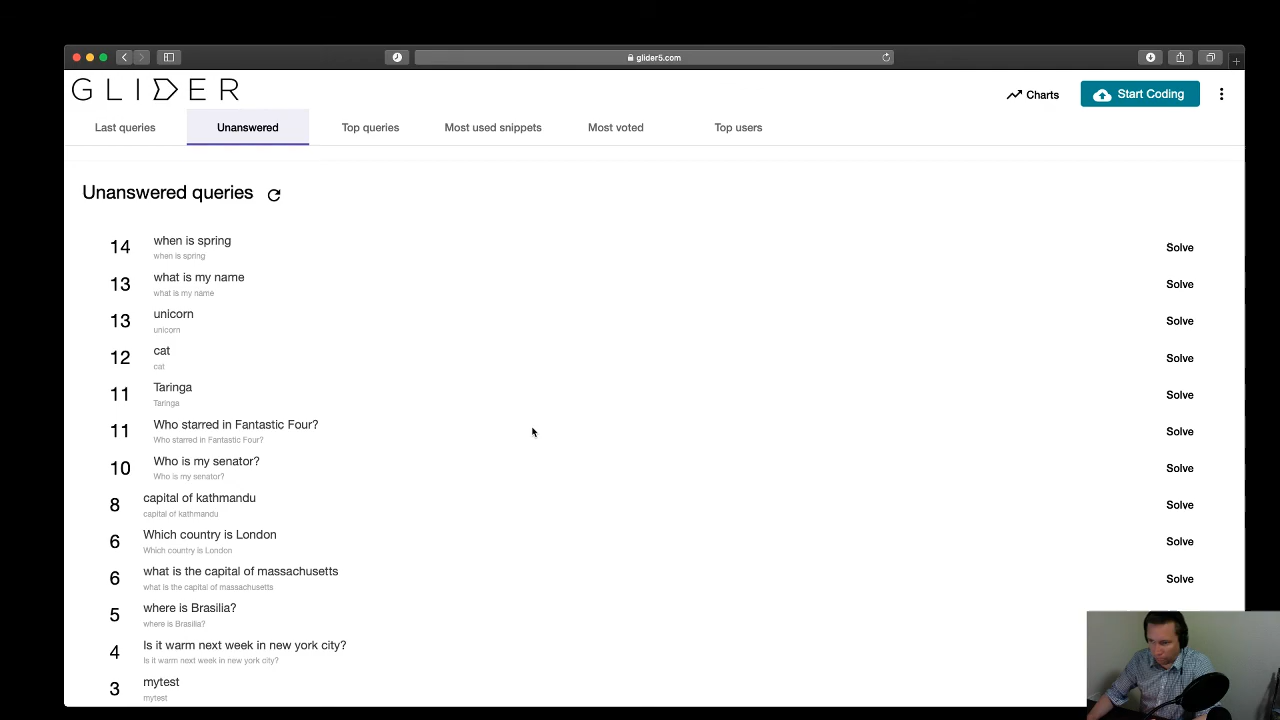 glider5.com
GLIDER
Charts
Start Coding
Last queries
Unanswered
Top queries
Most used snippets
Most voted
Top users
Unanswered queries
14
when is spring
when is spring
Solve
13
what is my name
what is my name
Solve
13
unicorn
unicorn
Solve
12
cat
cat
Solve
11
Taringa
Taringa
Solve
11
Who starred in Fantastic Four?
Who starred in Fantastic Four?
Solve
10
Who is my senator?
Who is my senator?
Solve
8
capital of kathmandu
capital of kathmandu
Solve
6
Which country is London
Which country is London
Solve
6
what is the capital of massachusetts
what is the capital of massachusetts
Solve
5
where is Brasilia?
where is Brasilia?
4
Is it warm next week in new york city?
Is it warm next week in new york city?
3
mytest
mytest